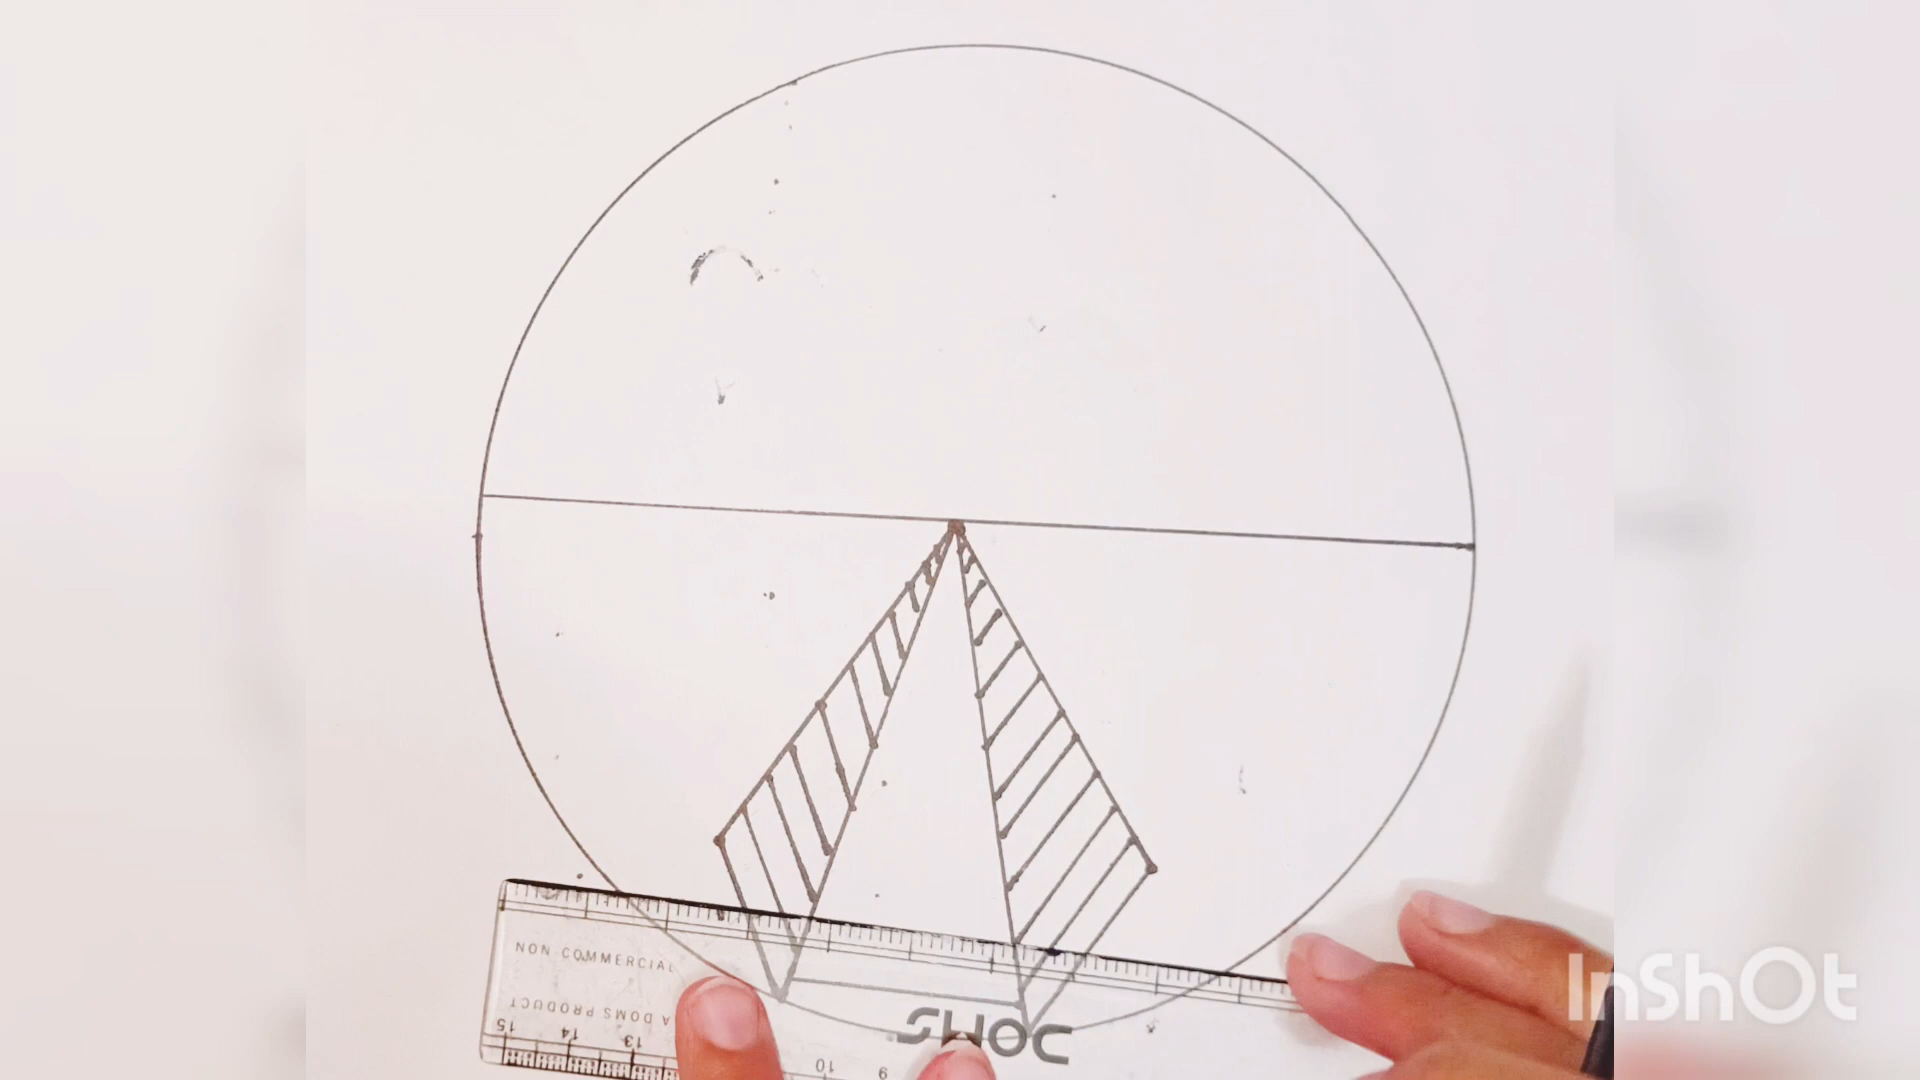 NON COMMERCIAL
A DOMS PRODUCT
DOMS
15 14 13 10 9
InShOt